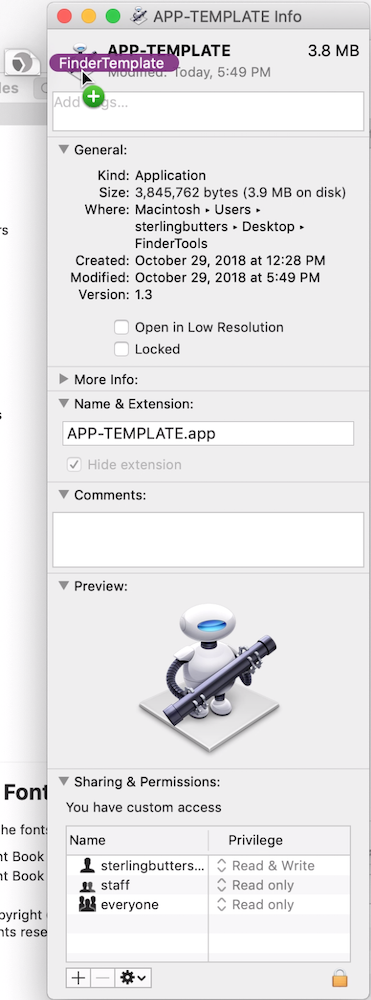 APP-TEMPLATE Info
APP-TEMPLATE 3.8 MB
FinderTemplate
Modified: Today, 5:49 PM
Add Tags...
General:
Kind: Application
Size: 3,845,762 bytes (3.9 MB on disk)
Where: Macintosh ▸ Users ▸
sterlingbutters ▸ Desktop ▸
FinderTools
Created: October 29, 2018 at 12:28 PM
Modified: October 29, 2018 at 5:49 PM
Version: 1.3
Open in Low Resolution
Locked
More Info:
Name & Extension:
APP-TEMPLATE.app
Hide extension
Comments:
Preview:
Sharing & Permissions:
Font
he fonts
You have custom access
Name Privilege
sterlingbutters... Read & Write
nt Book
staff Read only
nt Book
everyone Read only
pyright
nts rese